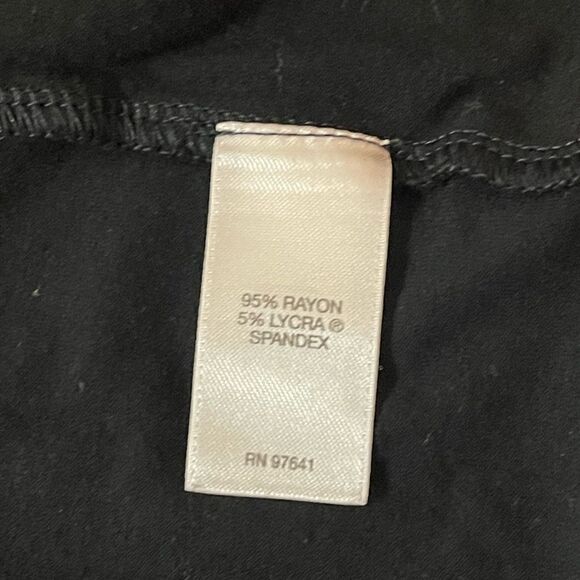 95% RAYON
5% LYCRA ®
SPANDEX
RN 97641